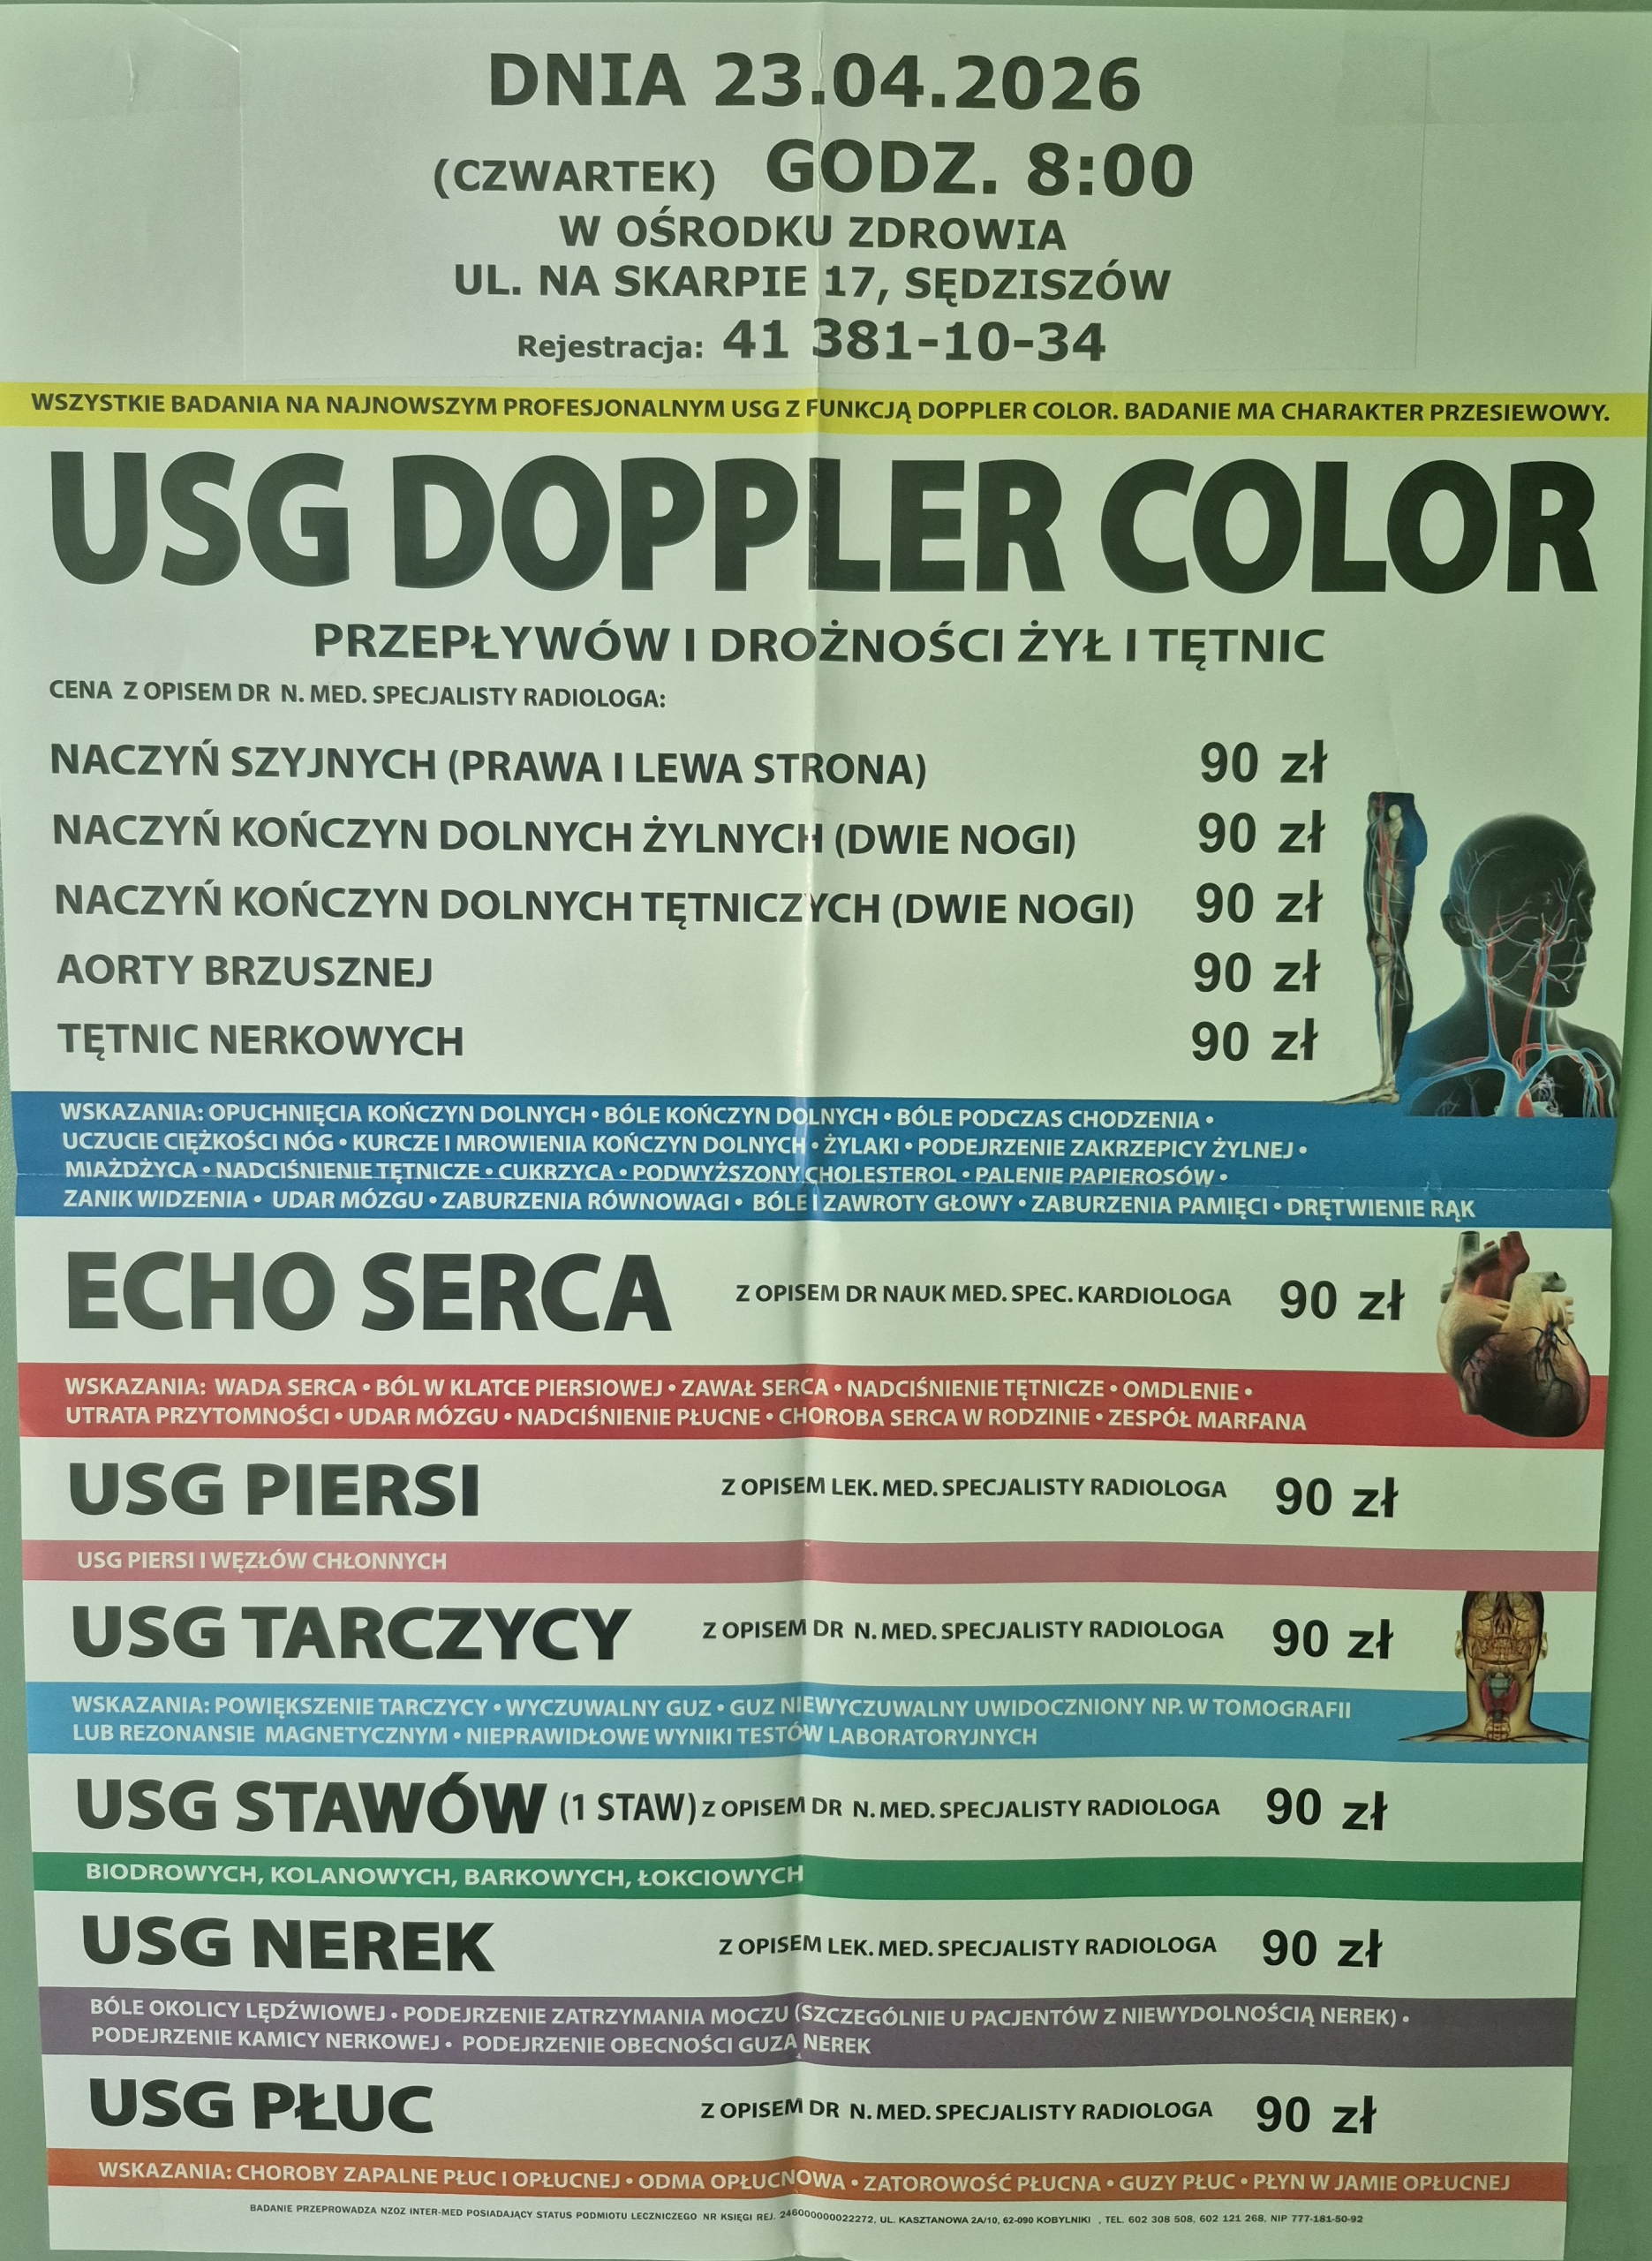 DNIA 23.04.2026
(CZWARTEK) GODZ. 8:00
W OŚRODKU ZDROWIA
UL. NA SKARPIE 17, SĘDZISZÓW
Rejestracja: 41 381-10-34
WSZYSTKIE BADANIA NA NAJNOWSZYM PROFESJONALNYM USG Z FUNKCJĄ DOPPLER COLOR. BADANIE MA CHARAKTER PRZESIEWOWY.
USG DOPPLER COLOR
PRZEPŁYWÓW I DROŻNOŚCI ŻYŁ I TĘTNIC
CENA Z OPISEM DR N. MED. SPECJALISTY RADIOLOGA:
NACZYŃ SZYJNYCH (PRAWA I LEWA STRONA) 90 zł
NACZYŃ KOŃCZYN DOLNYCH ŻYLNYCH (DWIE NOGI) 90 zł
NACZYŃ KOŃCZYN DOLNYCH TĘTNICZYCH (DWIE NOGI) 90 zł
AORTY BRZUSZNEJ 90 zł
TĘTNIC NERKOWYCH 90 zł
WSKAZANIA: OPUCHNIĘCIA KOŃCZYN DOLNYCH • BÓLE KOŃCZYN DOLNYCH • BÓLE PODCZAS CHODZENIA •
UCZUCIE CIĘŻKOŚCI NÓG • KURCZE I MROWIENIA KOŃCZYN DOLNYCH • ŻYLAKI • PODEJRZENIE ZAKRZEPICY ŻYLNEJ •
MIAŻDŻYCA • NADCIŚNIENIE TĘTNICZE • CUKRZYCA • PODWYŻSZONY CHOLESTEROL • PALENIE PAPIEROSÓW •
ZANIK WIDZENIA • UDAR MÓZGU • ZABURZENIA RÓWNOWAGI • BÓLE I ZAWROTY GŁOWY • ZABURZENIA PAMIĘCI • DRĘTWIENIE RĄK
ECHO SERCA Z OPISEM DR NAUK MED. SPEC. KARDIOLOGA 90 zł
WSKAZANIA: WADA SERCA • BÓL W KLATCE PIERSIOWEJ • ZAWAŁ SERCA • NADCIŚNIENIE TĘTNICZE • OMDLENIE •
UTRATA PRZYTOMNOŚCI • UDAR MÓZGU • NADCIŚNIENIE PŁUCNE • CHOROBA SERCA W RODZINIE • ZESPÓŁ MARFANA
USG PIERSI Z OPISEM LEK. MED. SPECJALISTY RADIOLOGA 90 zł
USG PIERSI I WĘZŁÓW CHŁONNYCH
USG TARCZYCY Z OPISEM DR N. MED. SPECJALISTY RADIOLOGA 90 zł
WSKAZANIA: POWIĘKSZENIE TARCZYCY • WYCZUWALNY GUZ • GUZ NIEWYCZUWALNY UWIDOCZNIONY NP. W TOMOGRAFII
LUB REZONANSIE MAGNETYCZNYM • NIEPRAWIDŁOWE WYNIKI TESTÓW LABORATORYJNYCH
USG STAWÓW (1 STAW) Z OPISEM DR N. MED. SPECJALISTY RADIOLOGA 90 zł
BIODROWYCH, KOLANOWYCH, BARKOWYCH, ŁOKCIOWYCH
USG NEREK Z OPISEM LEK. MED. SPECJALISTY RADIOLOGA 90 zł
BÓLE OKOLICY LĘDŹWIOWEJ • PODEJRZENIE ZATRZYMANIA MOCZU (SZCZEGÓLNIE U PACJENTÓW Z NIEWYDOLNOŚCIĄ NEREK) •
PODEJRZENIE KAMICY NERKOWEJ • PODEJRZENIE OBECNOŚCI GUZA NEREK
USG PŁUC Z OPISEM DR N. MED. SPECJALISTY RADIOLOGA 90 zł
WSKAZANIA: CHOROBY ZAPALNE PŁUC I OPŁUCNEJ • ODMA OPŁUCNOWA • ZATOROWOŚĆ PŁUCNA • GUZY PŁUC • PŁYN W JAMIE OPŁUCNEJ
BADANIE PRZEPROWADZA NZOZ INTER-MED POSIADAJĄCY STATUS PODMIOTU LECZNICZEGO NR KSIĘGI REJ. 246000000022272, UL. KASZTANOWA 2A/10, 62-090 KOBYLNIKI , TEL. 602 308 508, 602 121 268, NIP 777-181-50-92